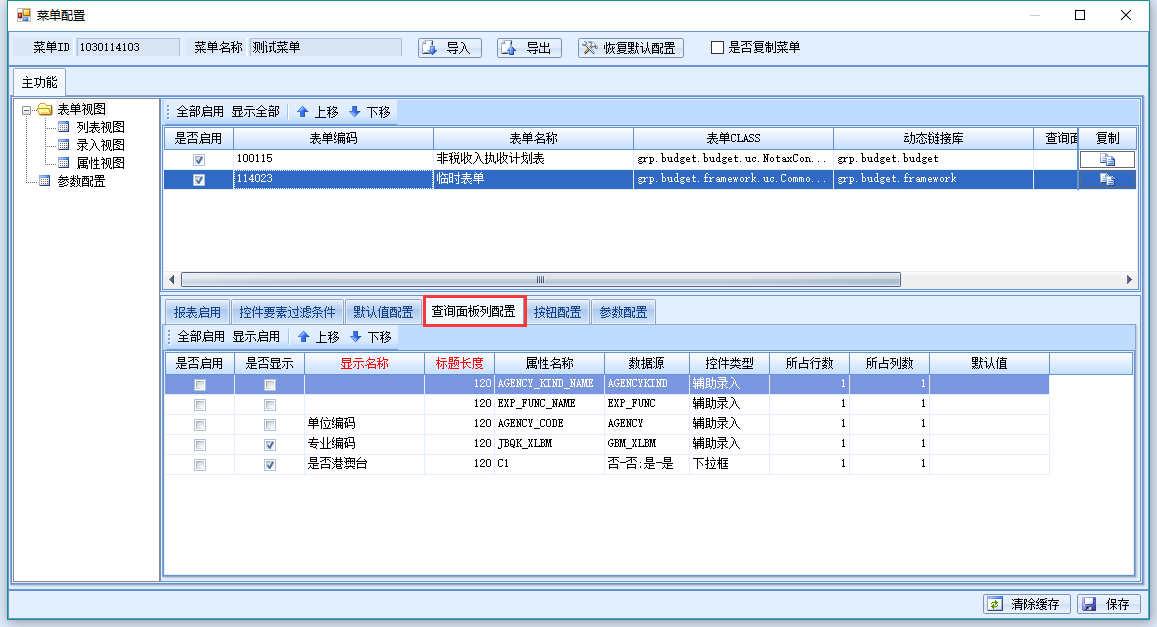 菜单配置
菜单ID 1030114103 菜单名称 测试菜单 导入 导出 恢复默认配置 是否复制菜单
主功能
表单视图
列表视图
录入视图
属性视图
参数配置
全部启用 显示全部 上移 下移
是否启用 表单编码 表单名称 表单CLASS 动态链接库 查询面 复制
100115 非税收入执收计划表 grp.budget.budget.uc.NotaxCon... grp.budget.budget
114023 临时表单 grp.budget.framework.uc.Commo... grp.budget.framework
报表启用 控件要素过滤条件 默认值配置 查询面板列配置 按钮配置 参数配置
全部启用 显示启用 上移 下移
是否启用 是否显示 显示名称 标题长度 属性名称 数据源 控件类型 所占行数 所占列数 默认值
120 AGENCY_KIND_NAME AGENCYKIND 辅助录入 1 1
120 EXP_FUNC_NAME EXP_FUNC 辅助录入 1 1
单位编码 120 AGENCY_CODE AGENCY 辅助录入 1 1
专业编码 120 JBQK_XLBM GBM_XLBM 辅助录入 1 1
是否港澳台 120 C1 否-否;是-是 下拉框 1 1
清除缓存 保存